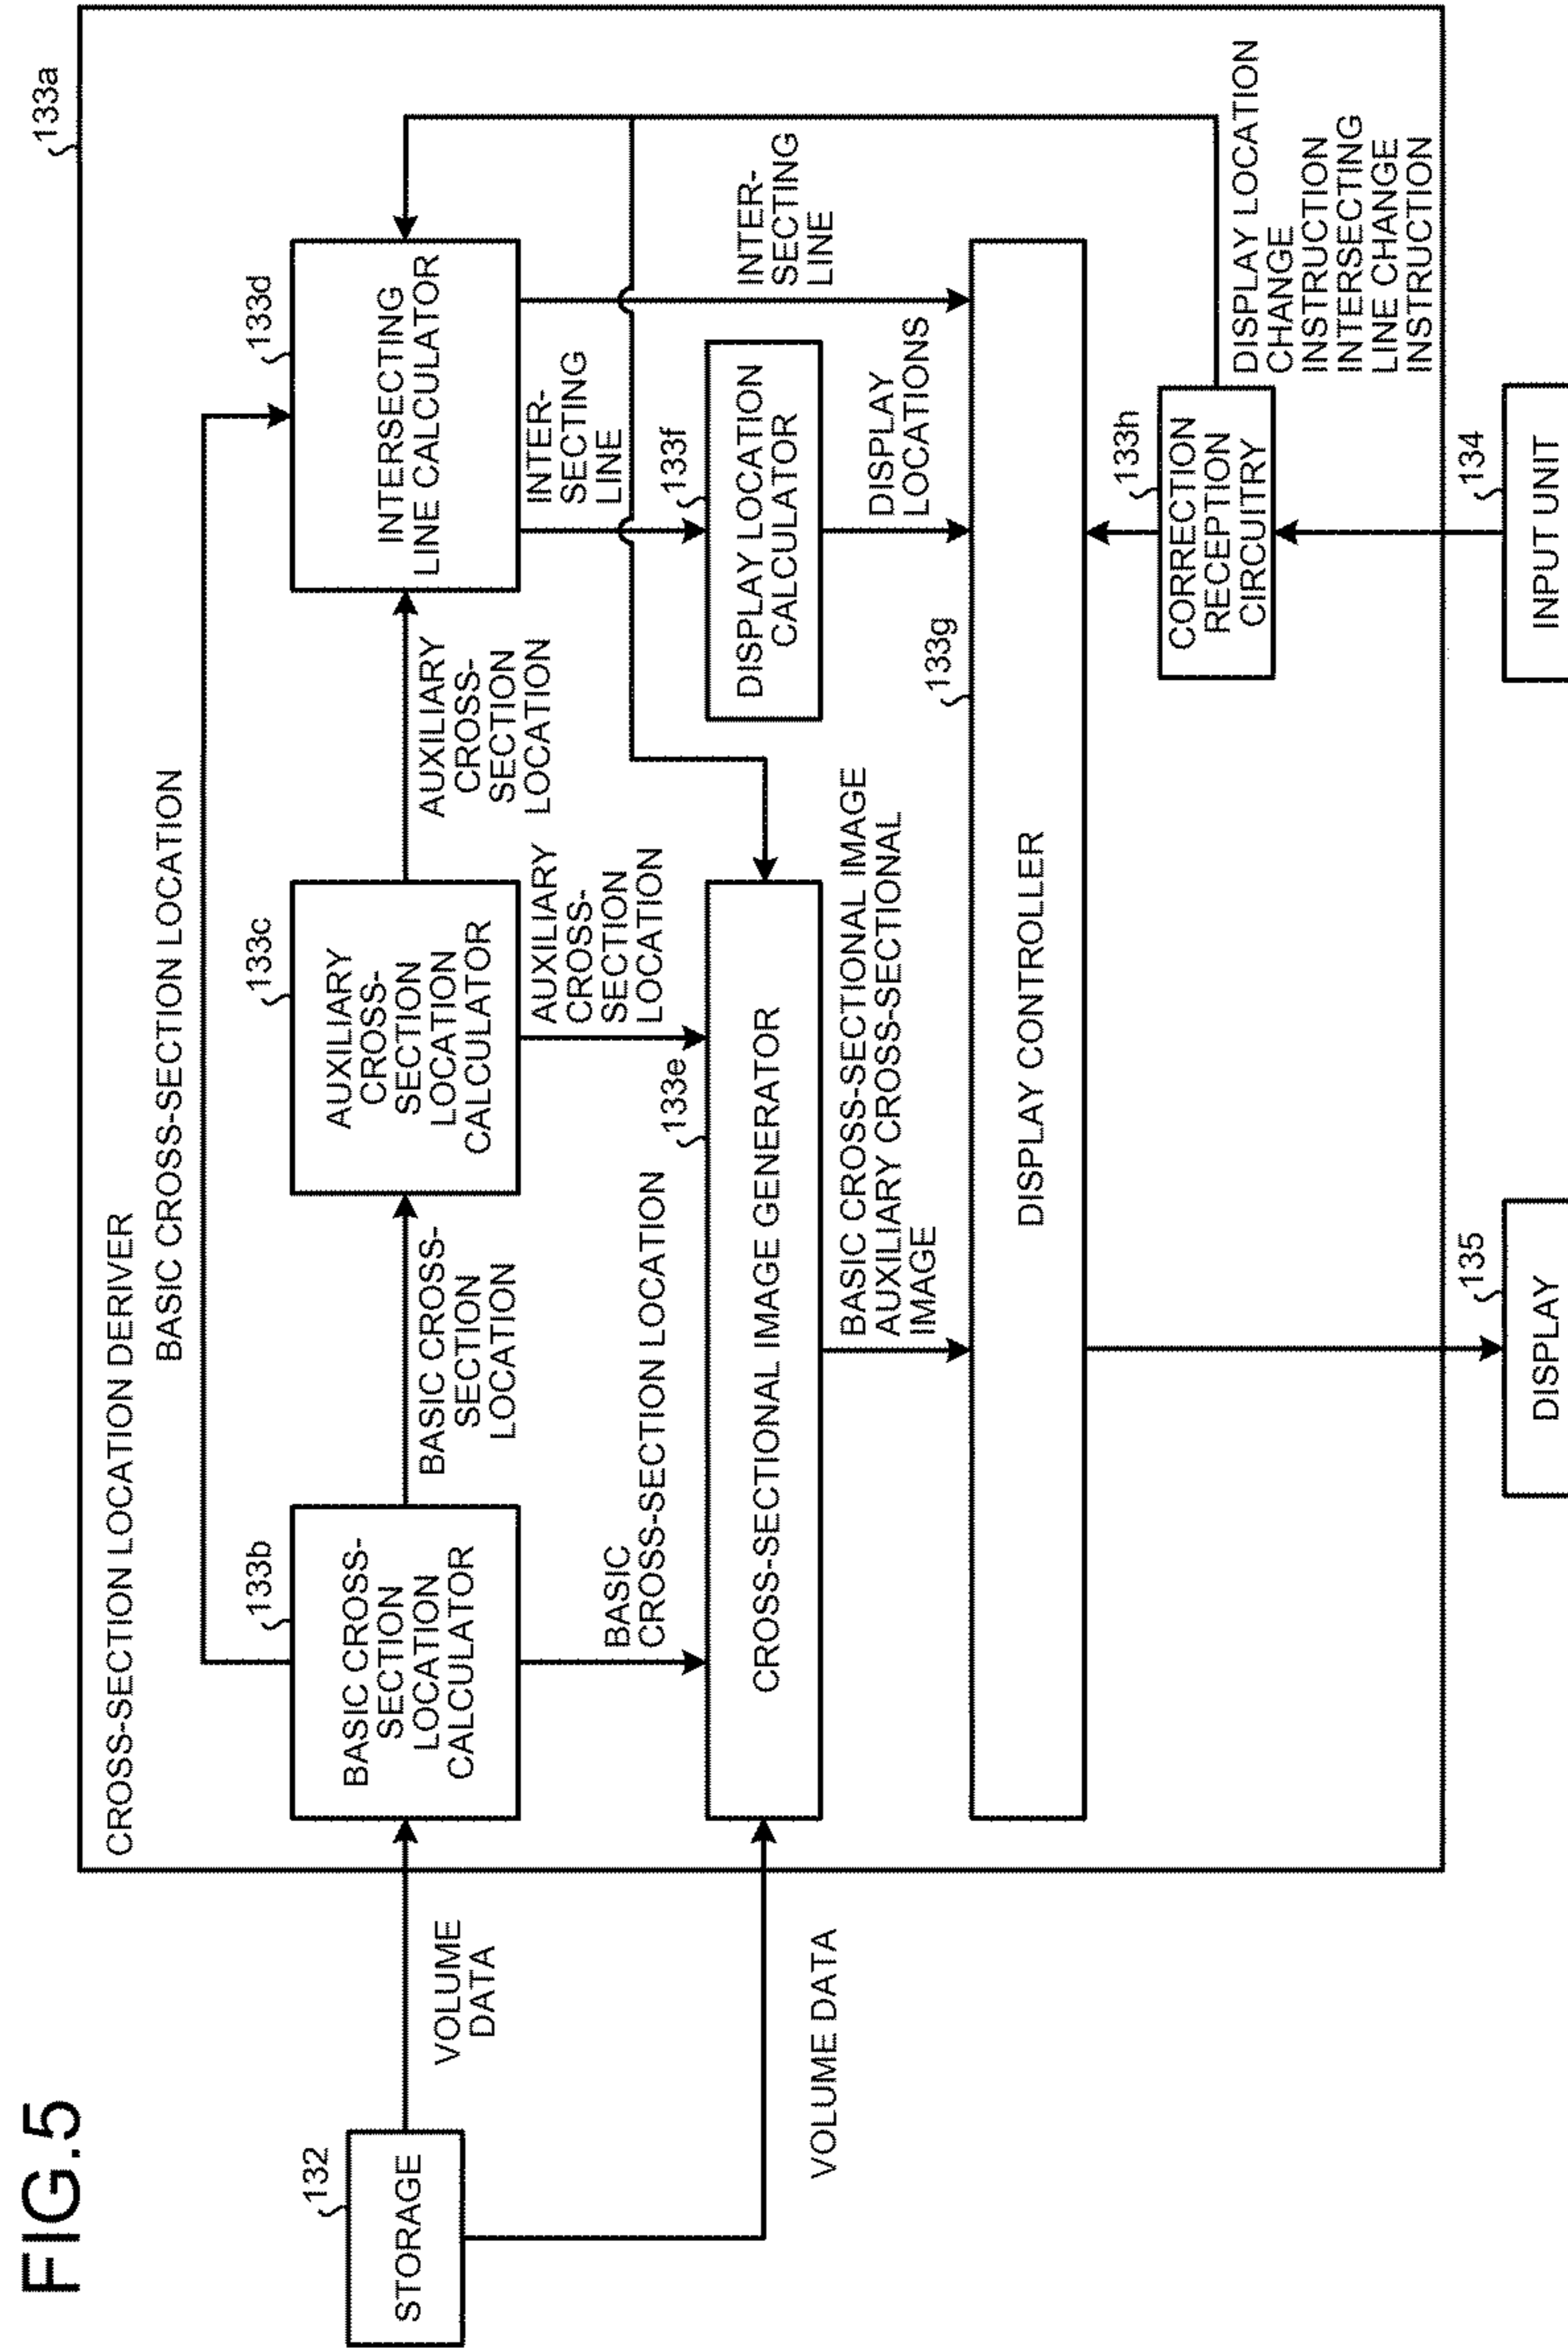 FIG.5
133a
CROSS-SECTION LOCATION DERIVER
BASIC CROSS-SECTION LOCATION
132
STORAGE
VOLUME
DATA
VOLUME DATA
133b
BASIC CROSS-
SECTION
LOCATION
CALCULATOR
BASIC CROSS-
SECTION
LOCATION
133c
AUXILIARY
CROSS-
SECTION
LOCATION
CALCULATOR
AUXILIARY
CROSS-
SECTION
LOCATION
133d
INTERSECTING
LINE CALCULATOR
BASIC
CROSS-SECTION LOCATION
AUXILIARY
CROSS-
SECTION
LOCATION
INTER-
SECTING
LINE
INTER-
SECTING
LINE
133e
CROSS-SECTIONAL IMAGE GENERATOR
133f
DISPLAY LOCATION
CALCULATOR
BASIC CROSS-SECTIONAL IMAGE
AUXILIARY CROSS-SECTIONAL
IMAGE
DISPLAY
LOCATIONS
133g
DISPLAY CONTROLLER
133h
CORRECTION
RECEPTION
CIRCUITRY
DISPLAY LOCATION
CHANGE
INSTRUCTION
INTERSECTING
LINE CHANGE
INSTRUCTION
135
DISPLAY
134
INPUT UNIT